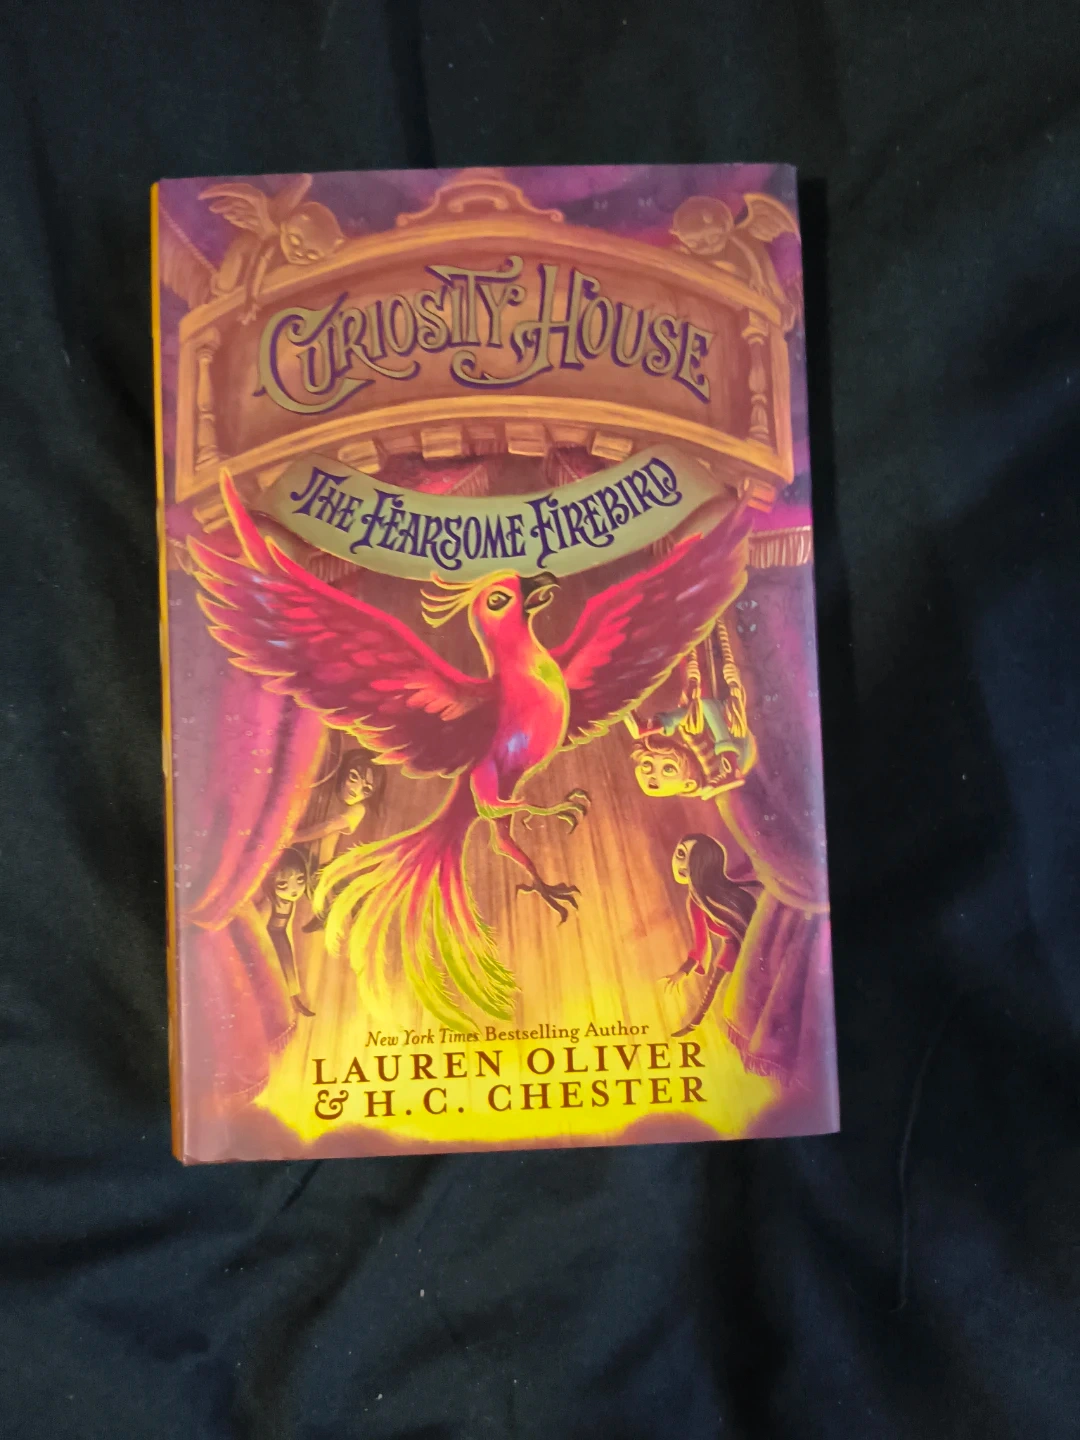 CURIOSITY HOUSE
THE FEARSOME FIREBIRD
New York Times Bestselling Author
LAUREN OLIVER
& H.C. CHESTER